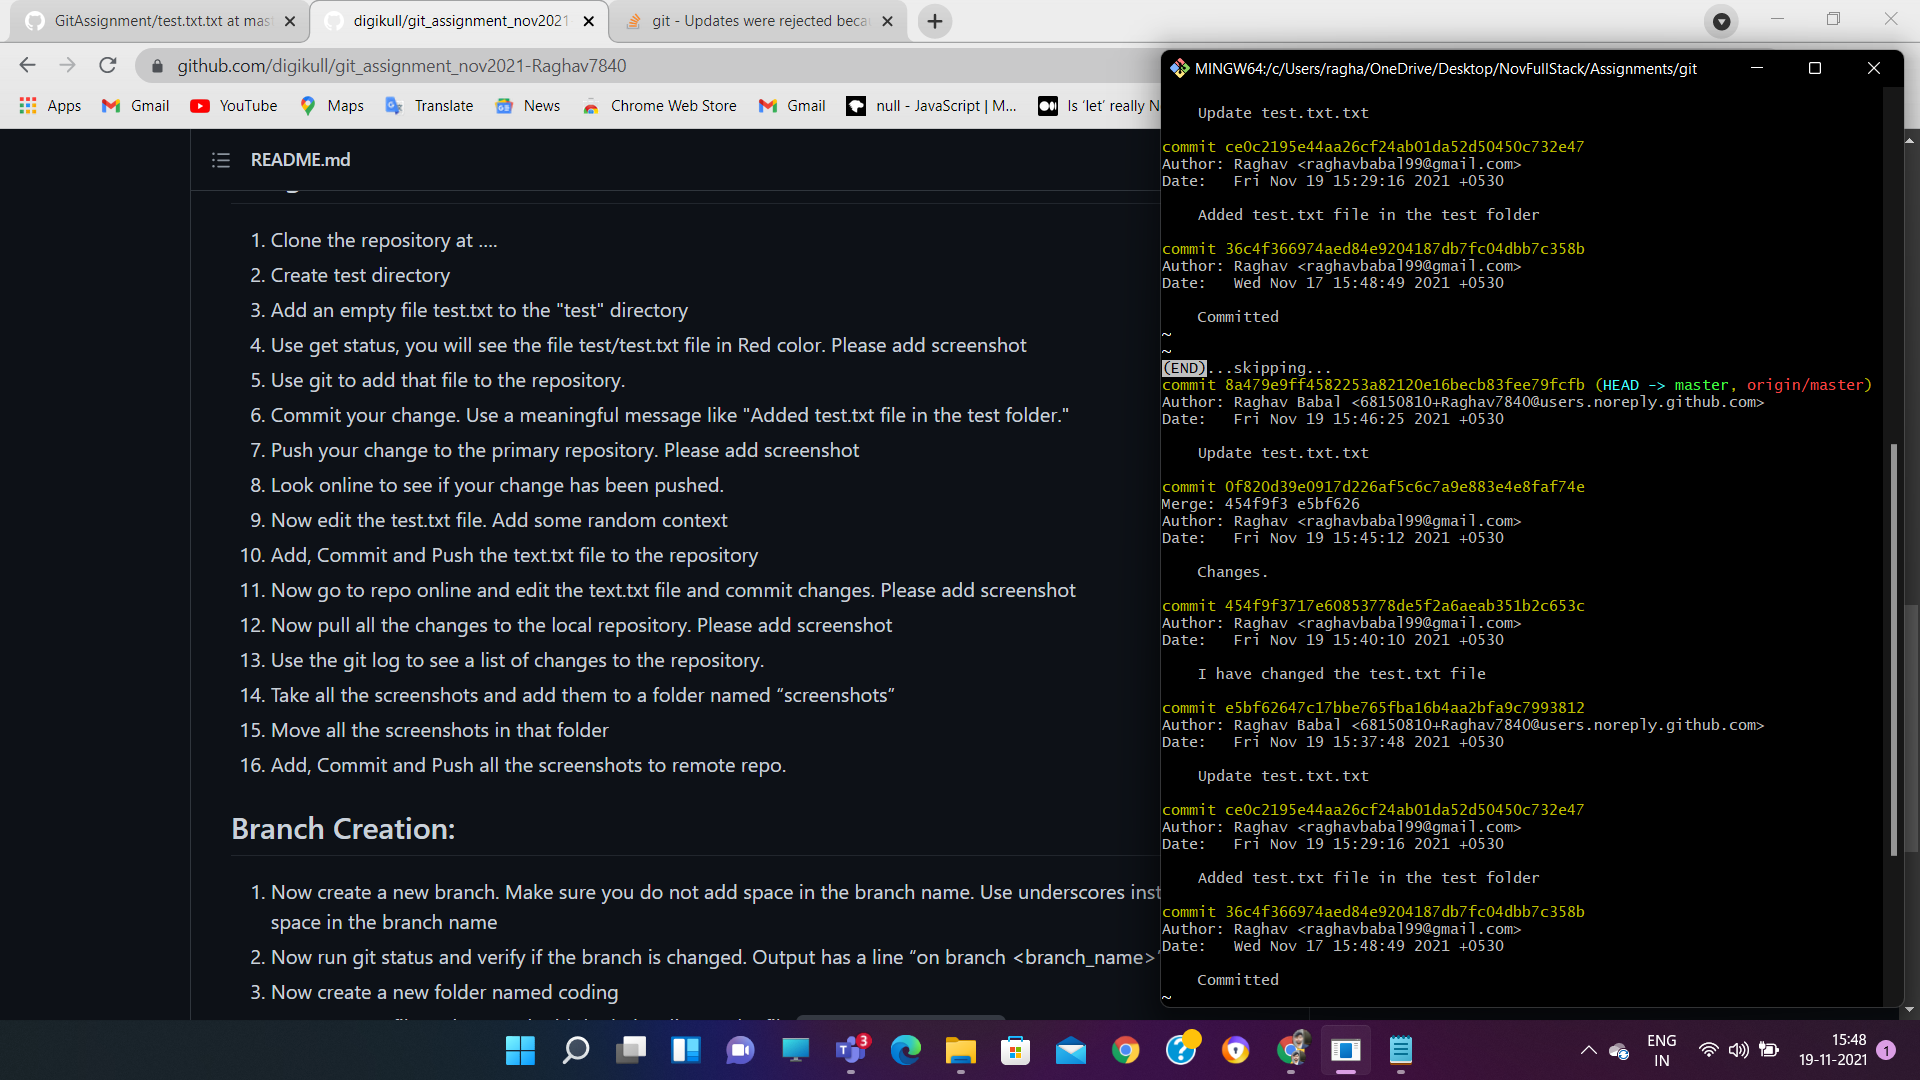 GitAssignment/test.txt.txt at mas
digikull/git_assignment_nov2021
git - Updates were rejected beca
github.com/digikull/git_assignment_nov2021-Raghav7840
Apps
Gmail
YouTube
Maps
Translate
News
Chrome Web Store
Gmail
null - JavaScript | M...
Is 'let' really N
README.md
1. Clone the repository at ....
2. Create test directory
3. Add an empty file test.txt to the "test" directory
4. Use get status, you will see the file test/test.txt file in Red color. Please add screenshot
5. Use git to add that file to the repository.
6. Commit your change. Use a meaningful message like "Added test.txt file in the test folder."
7. Push your change to the primary repository. Please add screenshot
8. Look online to see if your change has been pushed.
9. Now edit the test.txt file. Add some random context
10. Add, Commit and Push the text.txt file to the repository
11. Now go to repo online and edit the text.txt file and commit changes. Please add screenshot
12. Now pull all the changes to the local repository. Please add screenshot
13. Use the git log to see a list of changes to the repository.
14. Take all the screenshots and add them to a folder named “screenshots”
15. Move all the screenshots in that folder
16. Add, Commit and Push all the screenshots to remote repo.
Branch Creation:
1. Now create a new branch. Make sure you do not add space in the branch name. Use underscores inst
space in the branch name
2. Now run git status and verify if the branch is changed. Output has a line “on branch <branch_name>”
3. Now create a new folder named coding
MINGW64:/c/Users/ragha/OneDrive/Desktop/NovFullStack/Assignments/git
Update test.txt.txt
commit ce0c2195e44aa26cf24ab01da52d50450c732e47
Author: Raghav <raghavbabal99@gmail.com>
Date:   Fri Nov 19 15:29:16 2021 +0530
Added test.txt file in the test folder
commit 36c4f366974aed84e9204187db7fc04dbb7c358b
Author: Raghav <raghavbabal99@gmail.com>
Date:   Wed Nov 17 15:48:49 2021 +0530
Committed
~
~
(END)...skipping...
commit 8a479e9ff4582253a82120e16becb83fee79fcfb (HEAD -> master, origin/master)
Author: Raghav Babal <68150810+Raghav7840@users.noreply.github.com>
Date:   Fri Nov 19 15:46:25 2021 +0530
Update test.txt.txt
commit 0f820d39e0917d226af5c6c7a9e883e4e8faf74e
Merge: 454f9f3 e5bf626
Author: Raghav <raghavbabal99@gmail.com>
Date:   Fri Nov 19 15:45:12 2021 +0530
Changes.
commit 454f9f3717e60853778de5f2a6aeab351b2c653c
Author: Raghav <raghavbabal99@gmail.com>
Date:   Fri Nov 19 15:40:10 2021 +0530
I have changed the test.txt file
commit e5bf62647c17bbe765fba16b4aa2bfa9c7993812
Author: Raghav Babal <68150810+Raghav7840@users.noreply.github.com>
Date:   Fri Nov 19 15:37:48 2021 +0530
Update test.txt.txt
commit ce0c2195e44aa26cf24ab01da52d50450c732e47
Author: Raghav <raghavbabal99@gmail.com>
Date:   Fri Nov 19 15:29:16 2021 +0530
Added test.txt file in the test folder
commit 36c4f366974aed84e9204187db7fc04dbb7c358b
Author: Raghav <raghavbabal99@gmail.com>
Date:   Wed Nov 17 15:48:49 2021 +0530
Committed
~
3
ENG
IN
15:48
19-11-2021
1